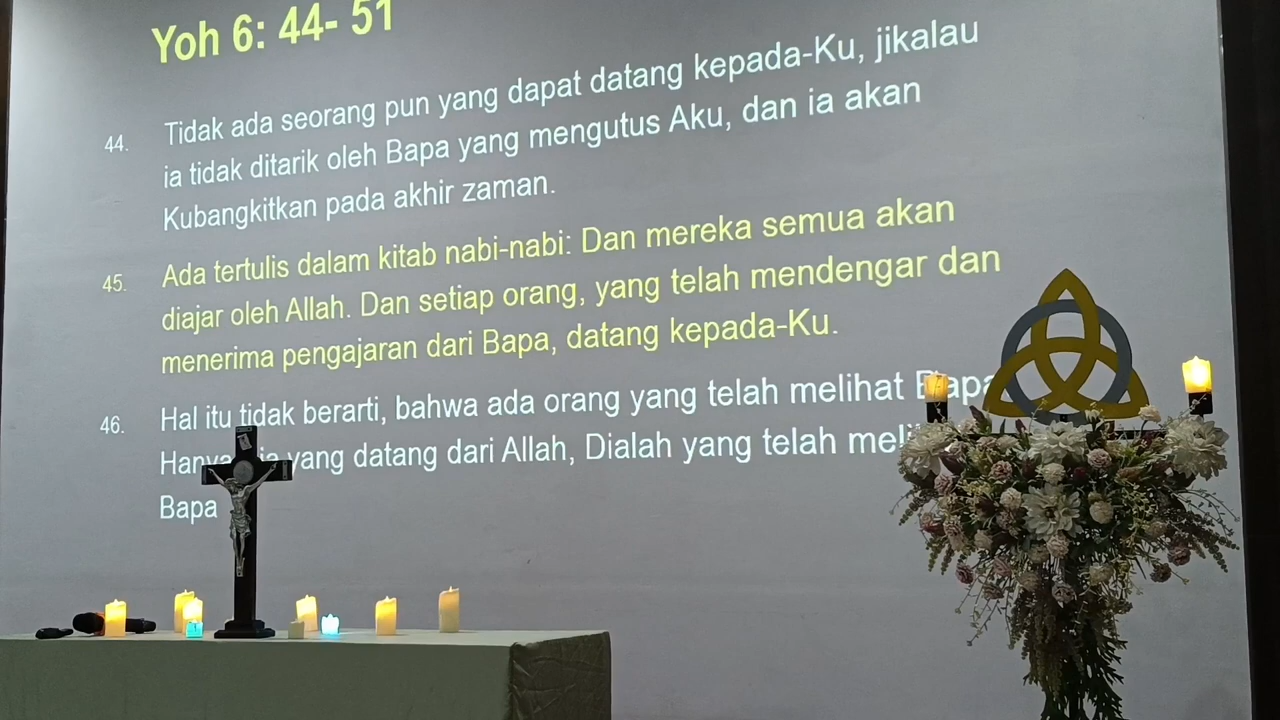 Yoh 6: 44- 51
44. Tidak ada seorang pun yang dapat datang kepada-Ku, jikalau
ia tidak ditarik oleh Bapa yang mengutus Aku, dan ia akan
Kubangkitkan pada akhir zaman.
45. Ada tertulis dalam kitab nabi-nabi: Dan mereka semua akan
diajar oleh Allah. Dan setiap orang, yang telah mendengar dan
menerima pengajaran dari Bapa, datang kepada-Ku.
46. Hal itu tidak berarti, bahwa ada orang yang telah melihat Bapa
Hanya yang datang dari Allah, Dialah yang telah
Bapa